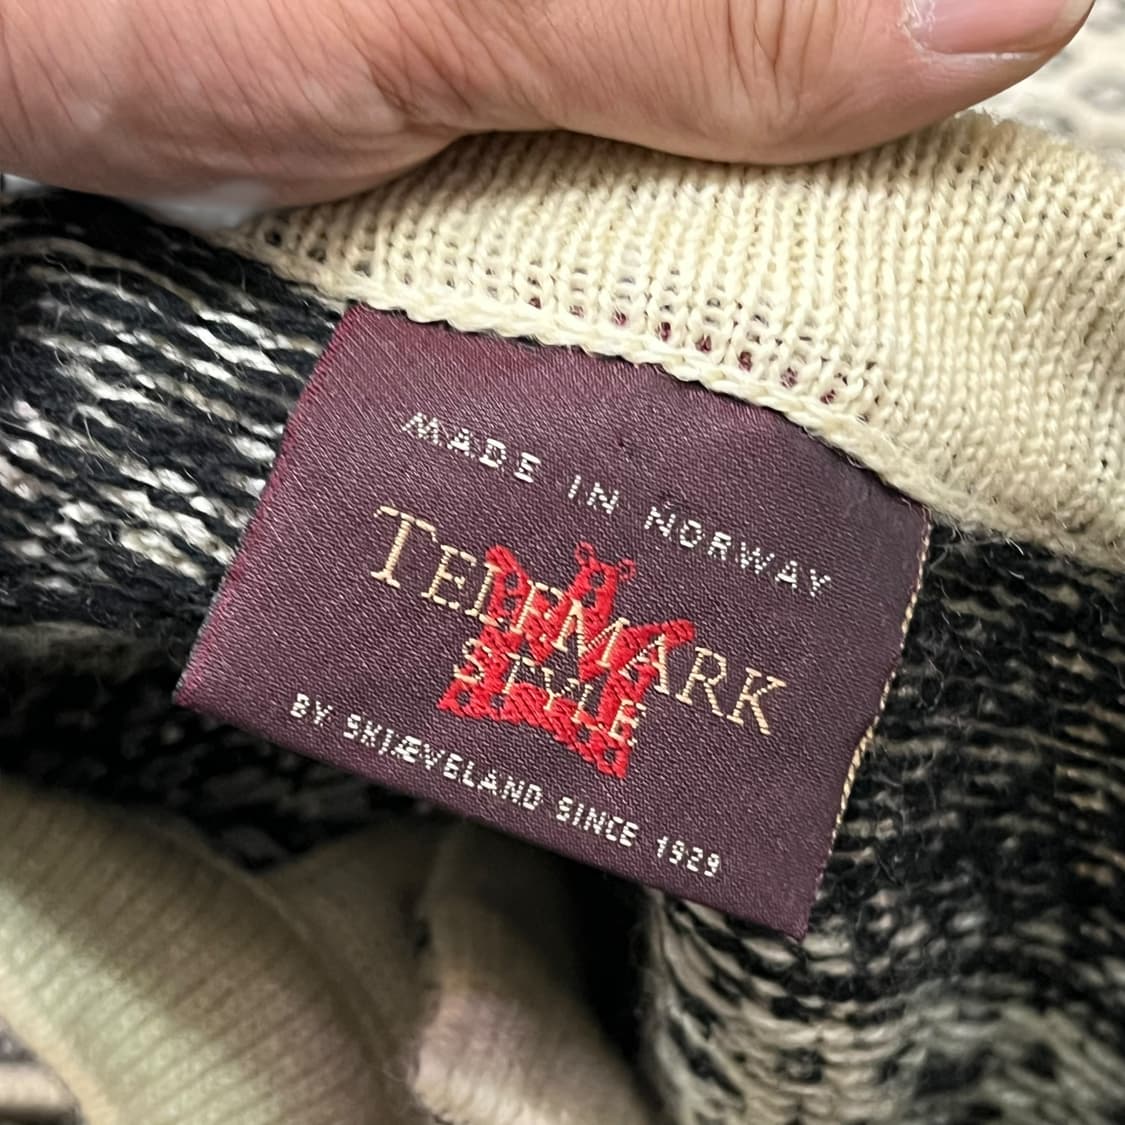 MADE IN NORWAY
TELEMARK
STYLE
BY SKJÆVELAND SINCE 1929